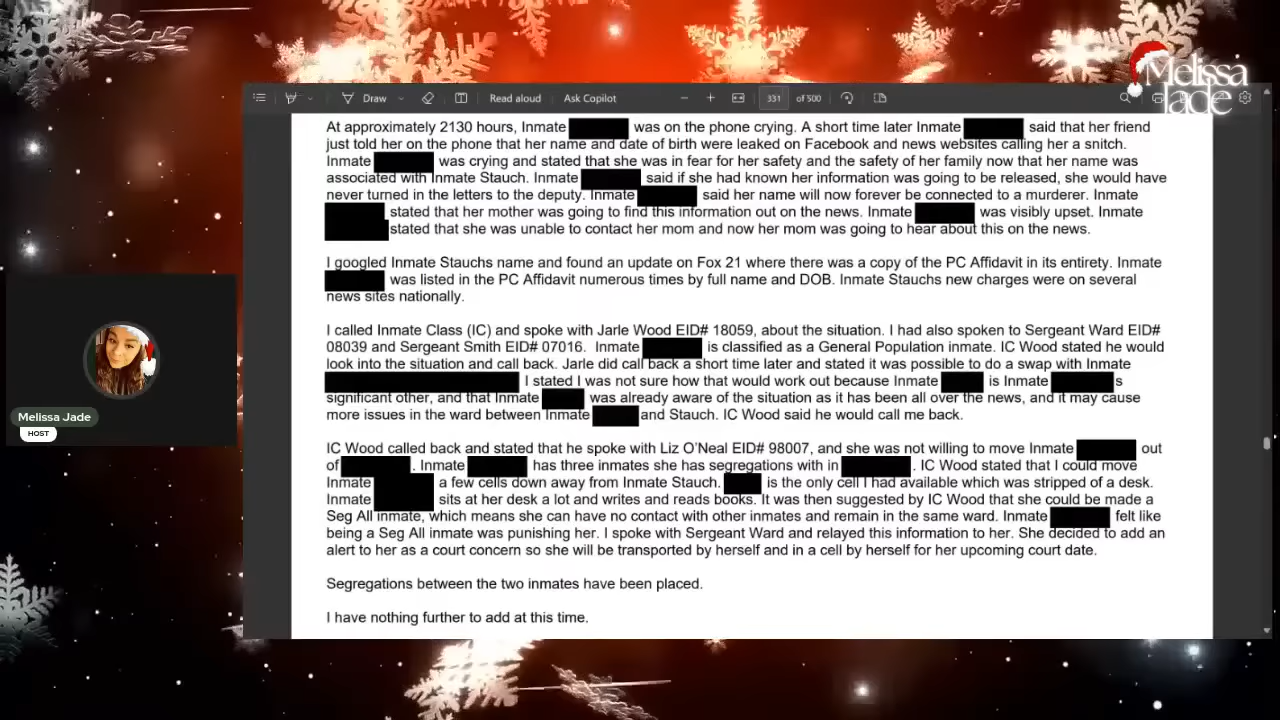 Melissa
Jade
Draw
Read aloud
Ask Copilot
331
of 500
At approximately 2130 hours, Inmate was on the phone crying. A short time later Inmate said that her friend
just told her on the phone that her name and date of birth were leaked on Facebook and news websites calling her a snitch.
Inmate was crying and stated that she was in fear for her safety and the safety of her family now that her name was
associated with Inmate Stauch. Inmate said if she had known her information was going to be released, she would have
never turned in the letters to the deputy. Inmate said her name will now forever be connected to a murderer. Inmate
stated that her mother was going to find this information out on the news. Inmate was visibly upset. Inmate
stated that she was unable to contact her mom and now her mom was going to hear about this on the news.
I googled Inmate Stauchs name and found an update on Fox 21 where there was a copy of the PC Affidavit in its entirety. Inmate
was listed in the PC Affidavit numerous times by full name and DOB. Inmate Stauchs new charges were on several
news sites nationally.
I called Inmate Class (IC) and spoke with Jarle Wood EID# 18059, about the situation. I had also spoken to Sergeant Ward EID#
08039 and Sergeant Smith EID# 07016. Inmate is classified as a General Population inmate. IC Wood stated he would
look into the situation and call back. Jarle did call back a short time later and stated it was possible to do a swap with Inmate
I stated I was not sure how that would work out because Inmate is Inmate s
significant other, and that Inmate was already aware of the situation as it has been all over the news, and it may cause
more issues in the ward between Inmate and Stauch. IC Wood said he would call me back.
IC Wood called back and stated that he spoke with Liz O'Neal EID# 98007, and she was not willing to move Inmate out
of . Inmate has three inmates she has segregations with in . IC Wood stated that I could move
Inmate a few cells down away from Inmate Stauch. is the only cell I had available which was stripped of a desk.
Inmate sits at her desk a lot and writes and reads books. It was then suggested by IC Wood that she could be made a
Seg All inmate, which means she can have no contact with other inmates and remain in the same ward. Inmate felt like
being a Seg All inmate was punishing her. I spoke with Sergeant Ward and relayed this information to her. She decided to add an
alert to her as a court concern so she will be transported by herself and in a cell by herself for her upcoming court date.
Segregations between the two inmates have been placed.
I have nothing further to add at this time.
Melissa Jade
HOST